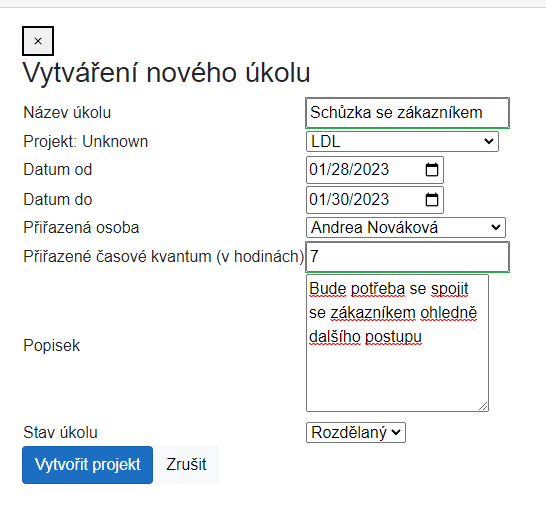 ×
Vytváření nového úkolu
Název úkolu Schůzka se zákazníkem
Projekt: Unknown LDL
Datum od 01/28/2023
Datum do 01/30/2023
Přiřazená osoba Andrea Nováková
Přiřazené časové kvantum (v hodinách) 7
Bude potřeba se spojit
se zákazníkem ohledně
dalšího postupu
Popisek
Stav úkolu Rozdělaný
Vytvořit projekt Zrušit